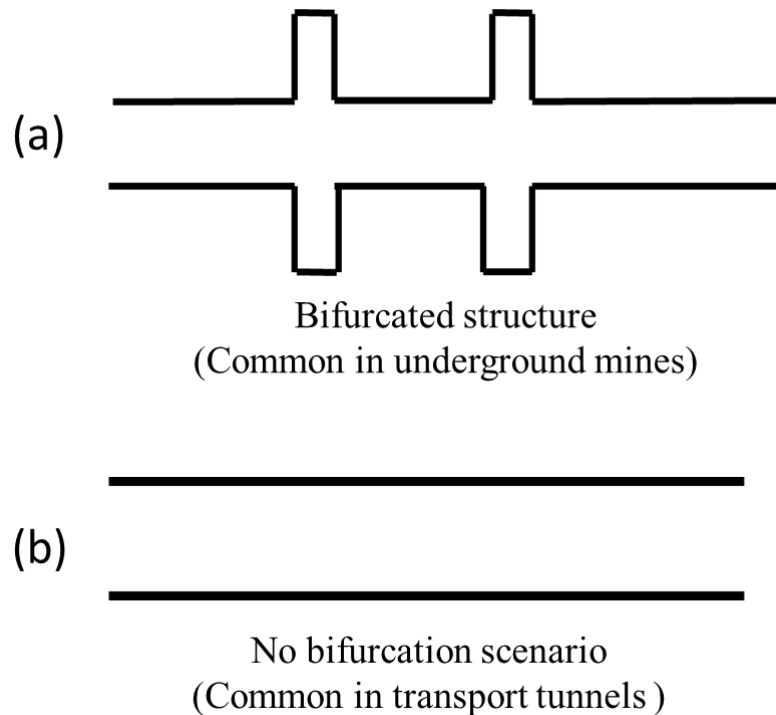 (a)
Bifurcated structure
(Common in underground mines)
(b)
No bifurcation scenario
(Common in transport tunnels )